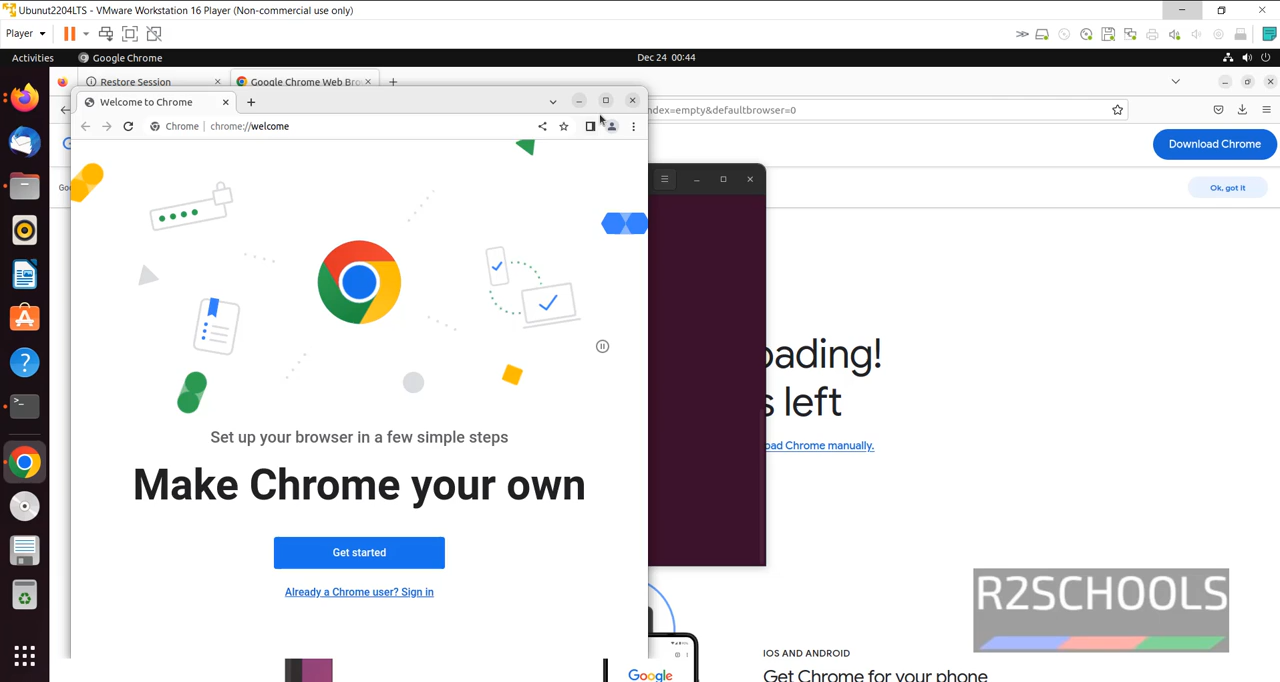 Ubunut2204LTS - VMware Workstation 16 Player (Non-commercial use only)
Player
Activities
Google Chrome
Dec 24 00:44
Restore Session
Google Chrome Web Bro
Welcome to Chrome
ndex=empty&defaultbrowser=0
Chrome
chrome://welcome
Download Chrome
Ok, got it
oading!
s left
oad Chrome manually.
Set up your browser in a few simple steps
Make Chrome your own
Get started
Already a Chrome user? Sign in
R2SCHOOLS
IOS AND ANDROID
Get Chrome for your phone
Google